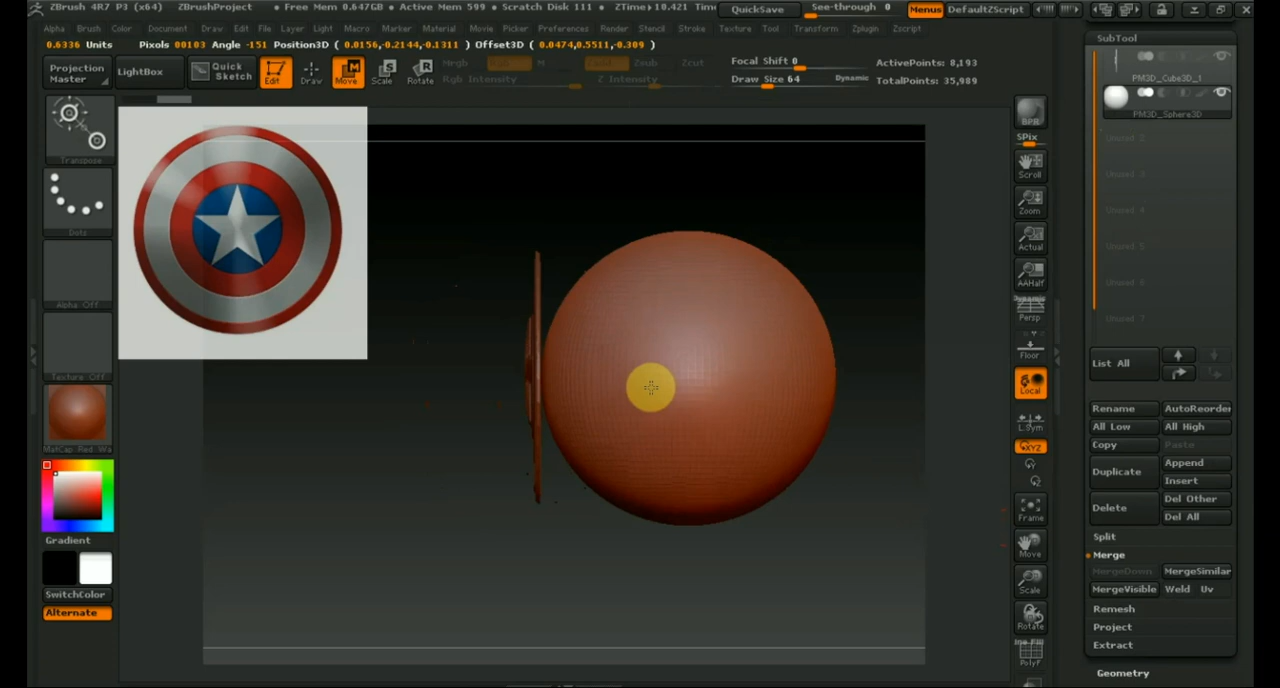 ZBrush 4R7 P3 (x64) ZBrushProject • Free Mem 0.647GB • Active Mem 599 • Scratch Disk 111 • ZTime▸10.421 Tim
QuickSave See-through 0 Menus DefaultZScript
Alpha Brush Color Document Draw Edit File Layer Light Macro Marker Material Movie Picker Preferences Render Stencil Stroke Texture Tool Transform Zplugin Zscript
0.6336 Units Pixols 00103 Angle -151 Position3D ( 0.0156,-0.2144,-0.1311 ) Offset3D ( 0.0474,0.5511,-0.309 )
Projection Master
LightBox
Quick Sketch
Edit
Draw
Move
Scale
Rotate
Mrgb M Zsub Zcut
Rgb Intensity Z Intensity
Focal Shift 0
Draw Size 64 Dynamic
ActivePoints: 8,193
TotalPoints: 35,989
Transpose
Dots
Alpha Off
Texture Off
MatCap Red Wa
Gradient
SwitchColor
Alternate
BPR
SPix
Scroll
Zoom
Actual
AAHalf
Dynamic
Persp
Floor
Local
L.Sym
XYZ
Frame
Move
Scale
Rotate
PolyF
SubTool
PM3D_Cube3D_1
PM3D_Sphere3D
Unused 2
Unused 3
Unused 4
Unused 5
Unused 6
Unused 7
List All
Rename AutoReorder
All Low All High
Copy Paste
Duplicate Append
Insert
Delete Del Other
Del All
Split
Merge
MergeDown MergeSimilar
MergeVisible Weld Uv
Remesh
Project
Extract
Geometry